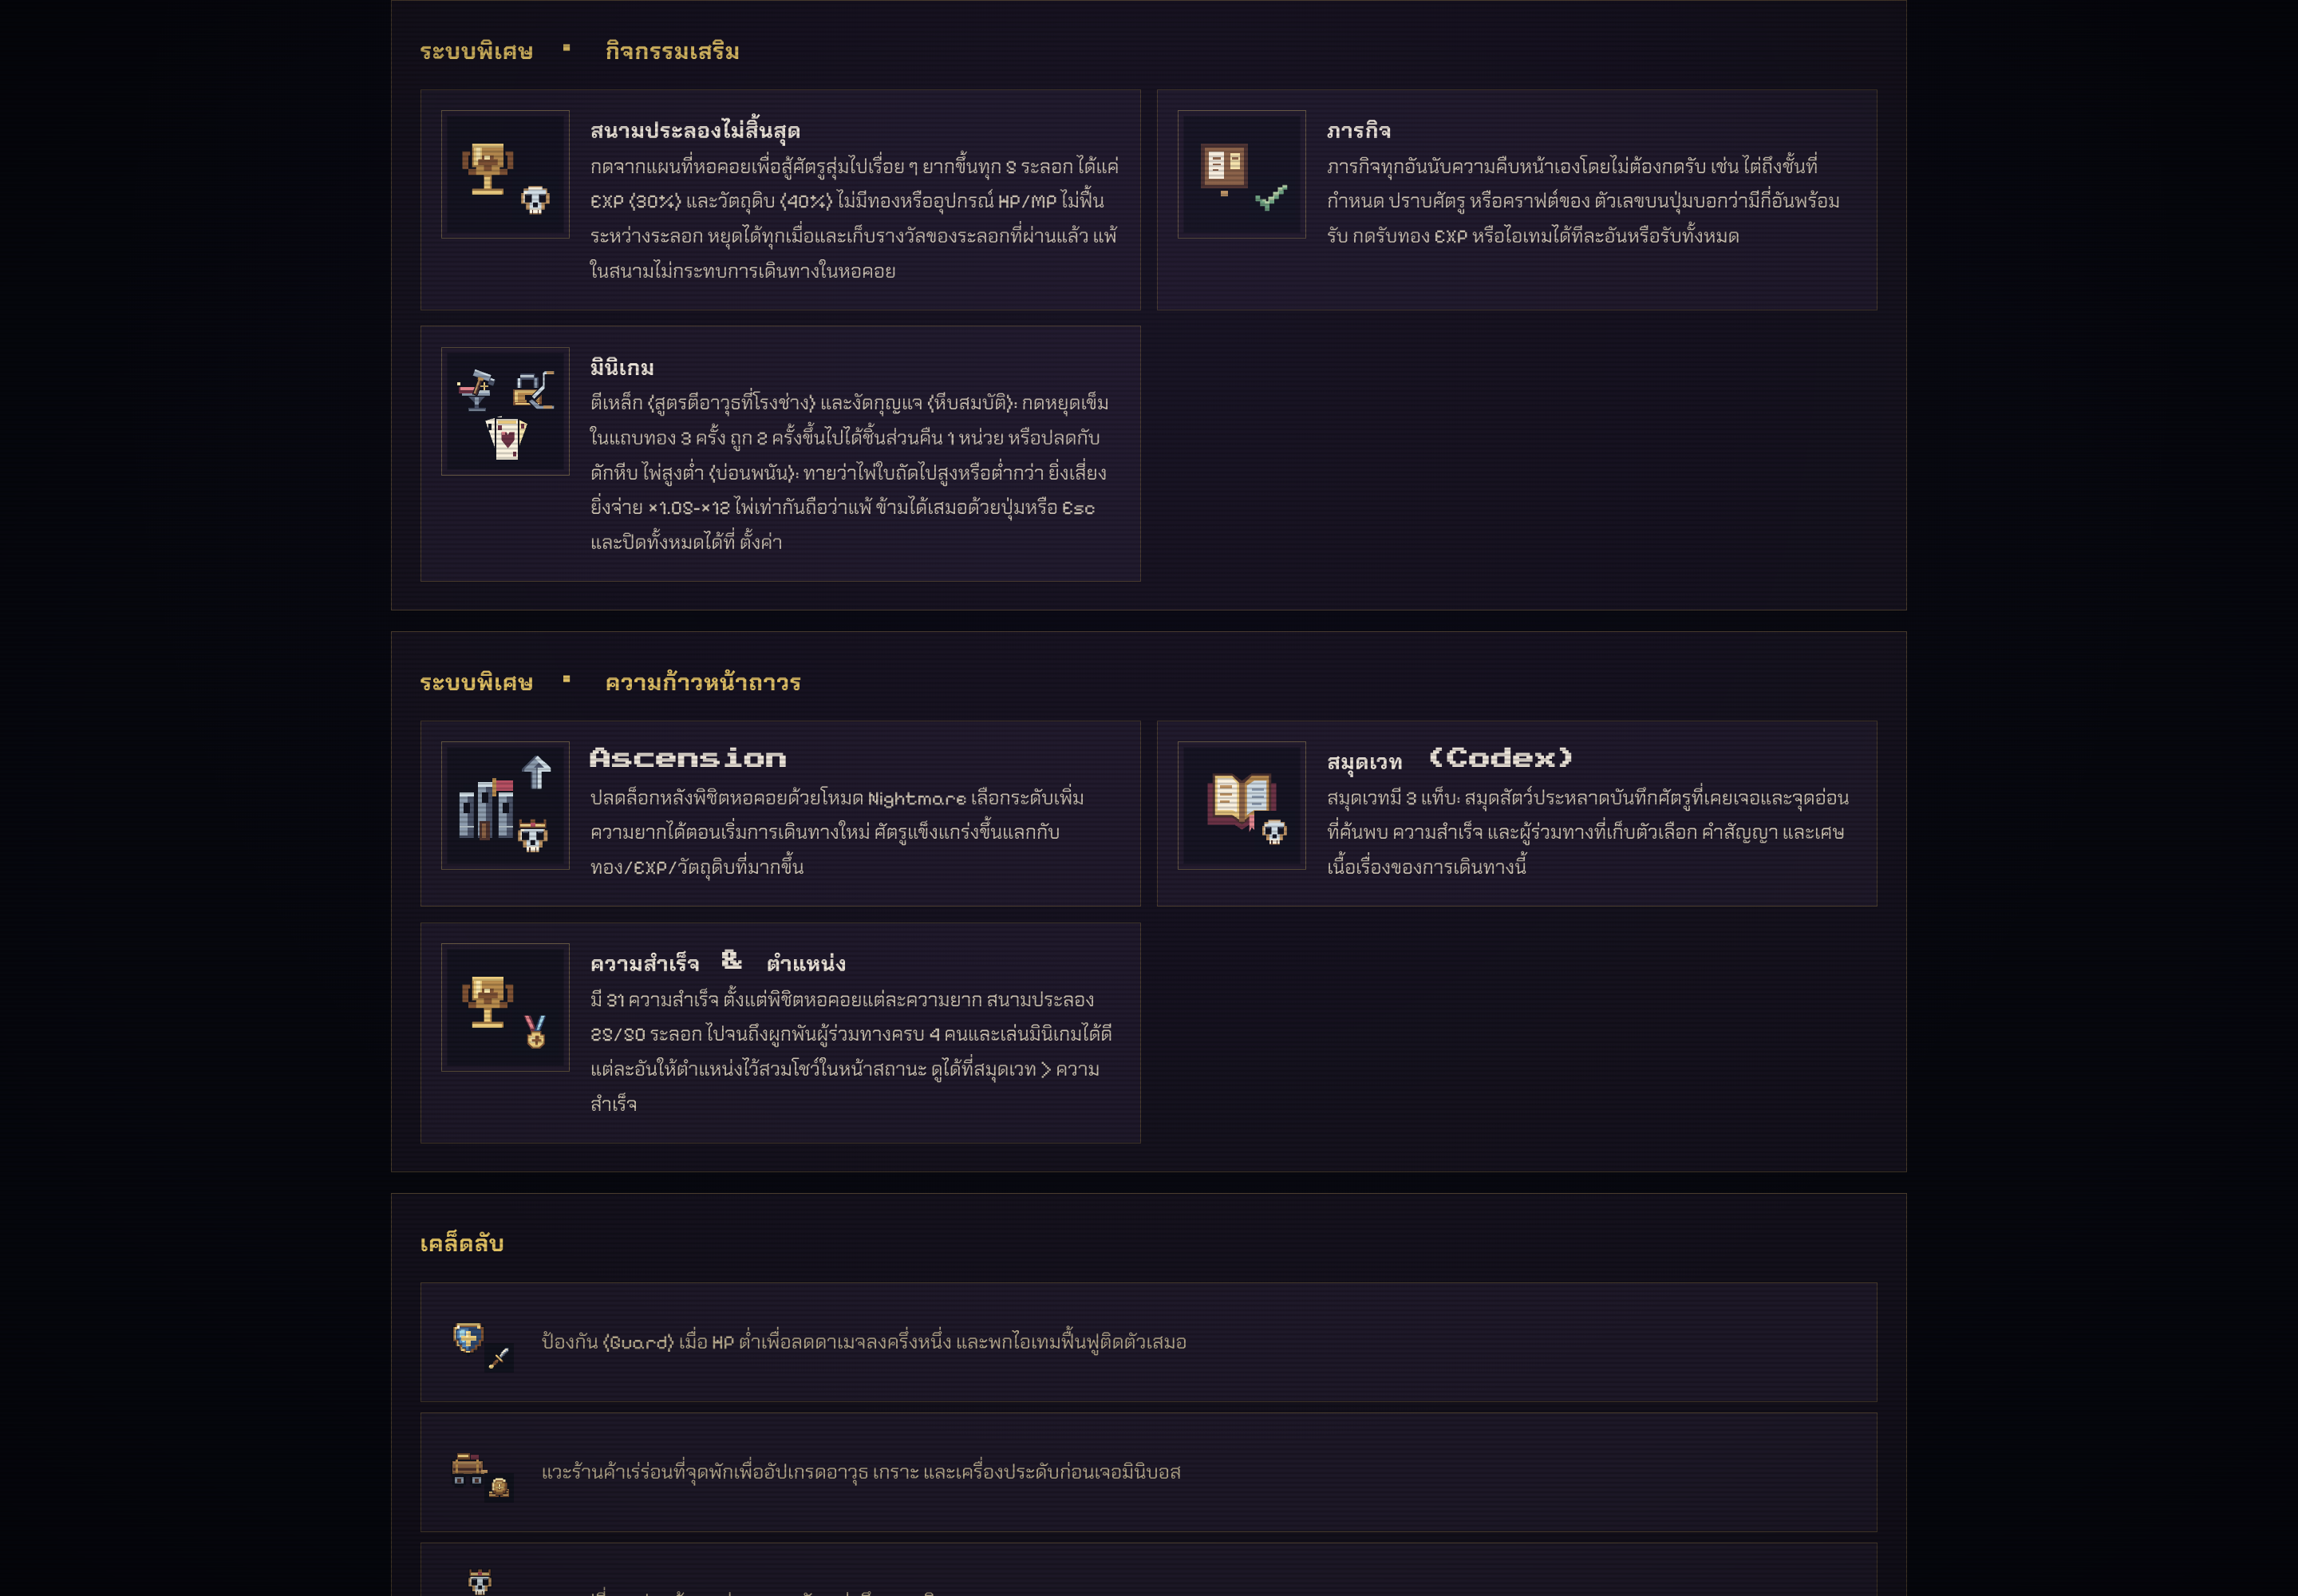 ระบบพิเศษ · กิจกรรมเสริม
สนามประลองไม่สิ้นสุด
กดจากแผนที่หอคอยเพื่อสู้ศัตรูสุ่มไปเรื่อย ๆ ยากขึ้นทุก 5 ระลอก ได้แค่
EXP (30%) และวัตถุดิบ (40%) ไม่มีทองหรืออุปกรณ์ HP/MP ไม่ฟื้น
ระหว่างระลอก หยุดได้ทุกเมื่อและเก็บรางวัลของระลอกที่ผ่านแล้ว แพ้
ในสนามไม่กระทบการเดินทางในหอคอย
ภารกิจ
ภารกิจทุกอันนับความคืบหน้าเองโดยไม่ต้องกดรับ เช่น ไต่ถึงชั้นที่
กำหนด ปราบศัตรู หรือคราฟต์ของ ตัวเลขบนปุ่มบอกว่ามีกี่อันพร้อม
รับ กดรับทอง EXP หรือไอเทมได้ทีละอันหรือรับทั้งหมด
มินิเกม
ตีเหล็ก (สูตรตีอาวุธที่โรงช่าง) และงัดกุญแจ (หีบสมบัติ): กดหยุดเข็ม
ในแถบทอง 3 ครั้ง ถูก 2 ครั้งขึ้นไปได้ชิ้นส่วนคืน 1 หน่วย หรือปลดกับ
ดักหีบ ไพ่สูงต่ำ (บ่อนพนัน): ทายว่าไพ่ใบถัดไปสูงหรือต่ำกว่า ยิ่งเสี่ยง
ยิ่งจ่าย ×1.05-×12 ไพ่เท่ากันถือว่าแพ้ ข้ามได้เสมอด้วยปุ่มหรือ Esc
และปิดทั้งหมดได้ที่ ตั้งค่า
ระบบพิเศษ · ความก้าวหน้าถาวร
Ascension
ปลดล็อกหลังพิชิตหอคอยด้วยโหมด Nightmare เลือกระดับเพิ่ม
ความยากได้ตอนเริ่มการเดินทางใหม่ ศัตรูแข็งแกร่งขึ้นแลกกับ
ทอง/EXP/วัตถุดิบที่มากขึ้น
สมุดเวท (Codex)
สมุดเวทมี 3 แท็บ: สมุดสัตว์ประหลาดบันทึกศัตรูที่เคยเจอและจุดอ่อน
ที่ค้นพบ ความสำเร็จ และผู้ร่วมทางที่เก็บตัวเลือก คำสัญญา และเศษ
เนื้อเรื่องของการเดินทางนี้
ความสำเร็จ & ตำแหน่ง
มี 31 ความสำเร็จ ตั้งแต่พิชิตหอคอยแต่ละความยาก สนามประลอง
25/50 ระลอก ไปจนถึงผูกพันผู้ร่วมทางครบ 4 คนและเล่นมินิเกมได้ดี
แต่ละอันให้ตำแหน่งไว้สวมโชว์ในหน้าสถานะ ดูได้ที่สมุดเวท > ความ
สำเร็จ
เคล็ดลับ
ป้องกัน (Guard) เมื่อ HP ต่ำเพื่อลดดาเมจลงครึ่งหนึ่ง และพกไอเทมฟื้นฟูติดตัวเสมอ
แวะร้านค้าเร่ร่อนที่จุดพักเพื่ออัปเกรดอาวุธ เกราะ และเครื่องประดับก่อนเจอมินิบอส